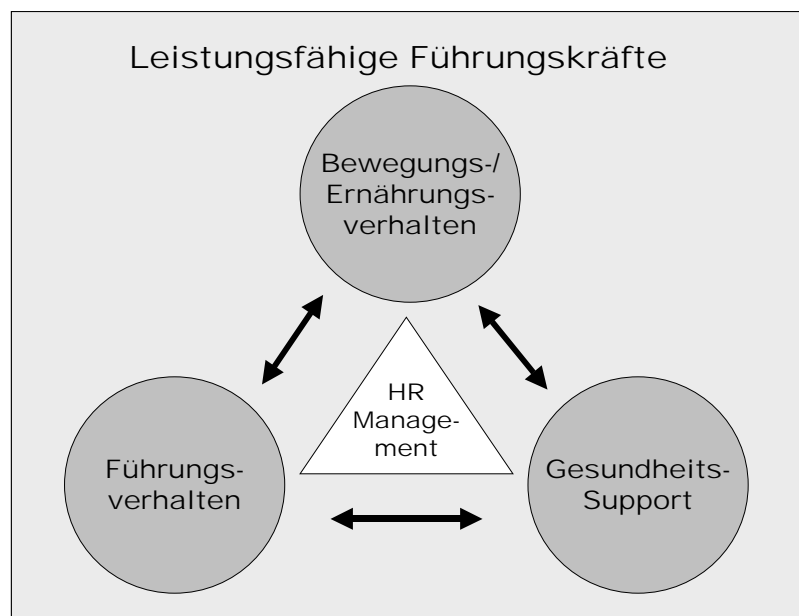 Leistungsfähige Führungskräfte
Bewegungs-/
Ernährungs-
verhalten
HR
Manage-
ment
Führungs-
verhalten
Gesundheits-
Support